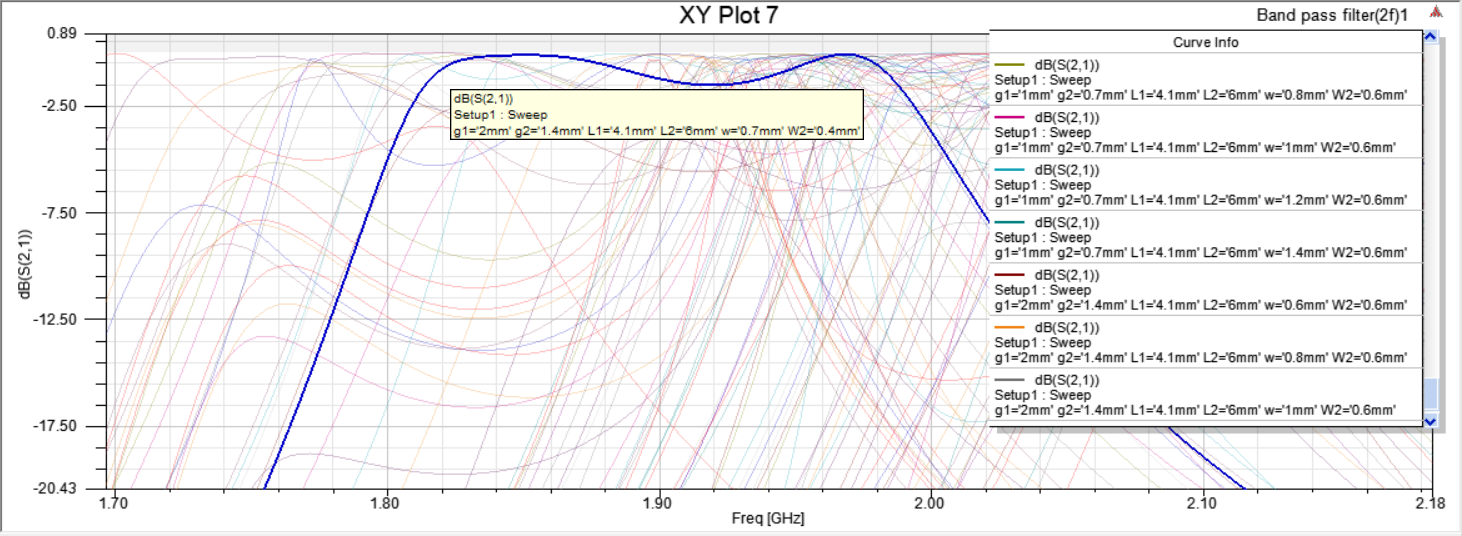 XY Plot 7
Band pass filter(2f)1
0.89
-2.50
-7.50
-12.50
-17.50
-20.43
dB(S(2,1))
1.70
1.80
1.90
2.00
2.10
2.18
Freq [GHz]
dB(S(2,1))
Setup1 : Sweep
g1='2mm' g2='1.4mm' L1='4.1mm' L2='6mm' w='0.7mm' W2='0.4mm'
Curve Info
dB(S(2,1))
Setup1 : Sweep
g1='1mm' g2='0.7mm' L1='4.1mm' L2='6mm' w='0.8mm' W2='0.6mm'
dB(S(2,1))
Setup1 : Sweep
g1='1mm' g2='0.7mm' L1='4.1mm' L2='6mm' w='1mm' W2='0.6mm'
dB(S(2,1))
Setup1 : Sweep
g1='1mm' g2='0.7mm' L1='4.1mm' L2='6mm' w='1.2mm' W2='0.6mm'
dB(S(2,1))
Setup1 : Sweep
g1='1mm' g2='0.7mm' L1='4.1mm' L2='6mm' w='1.4mm' W2='0.6mm'
dB(S(2,1))
Setup1 : Sweep
g1='2mm' g2='1.4mm' L1='4.1mm' L2='6mm' w='0.6mm' W2='0.6mm'
dB(S(2,1))
Setup1 : Sweep
g1='2mm' g2='1.4mm' L1='4.1mm' L2='6mm' w='0.8mm' W2='0.6mm'
dB(S(2,1))
Setup1 : Sweep
g1='2mm' g2='1.4mm' L1='4.1mm' L2='6mm' w='1mm' W2='0.6mm'